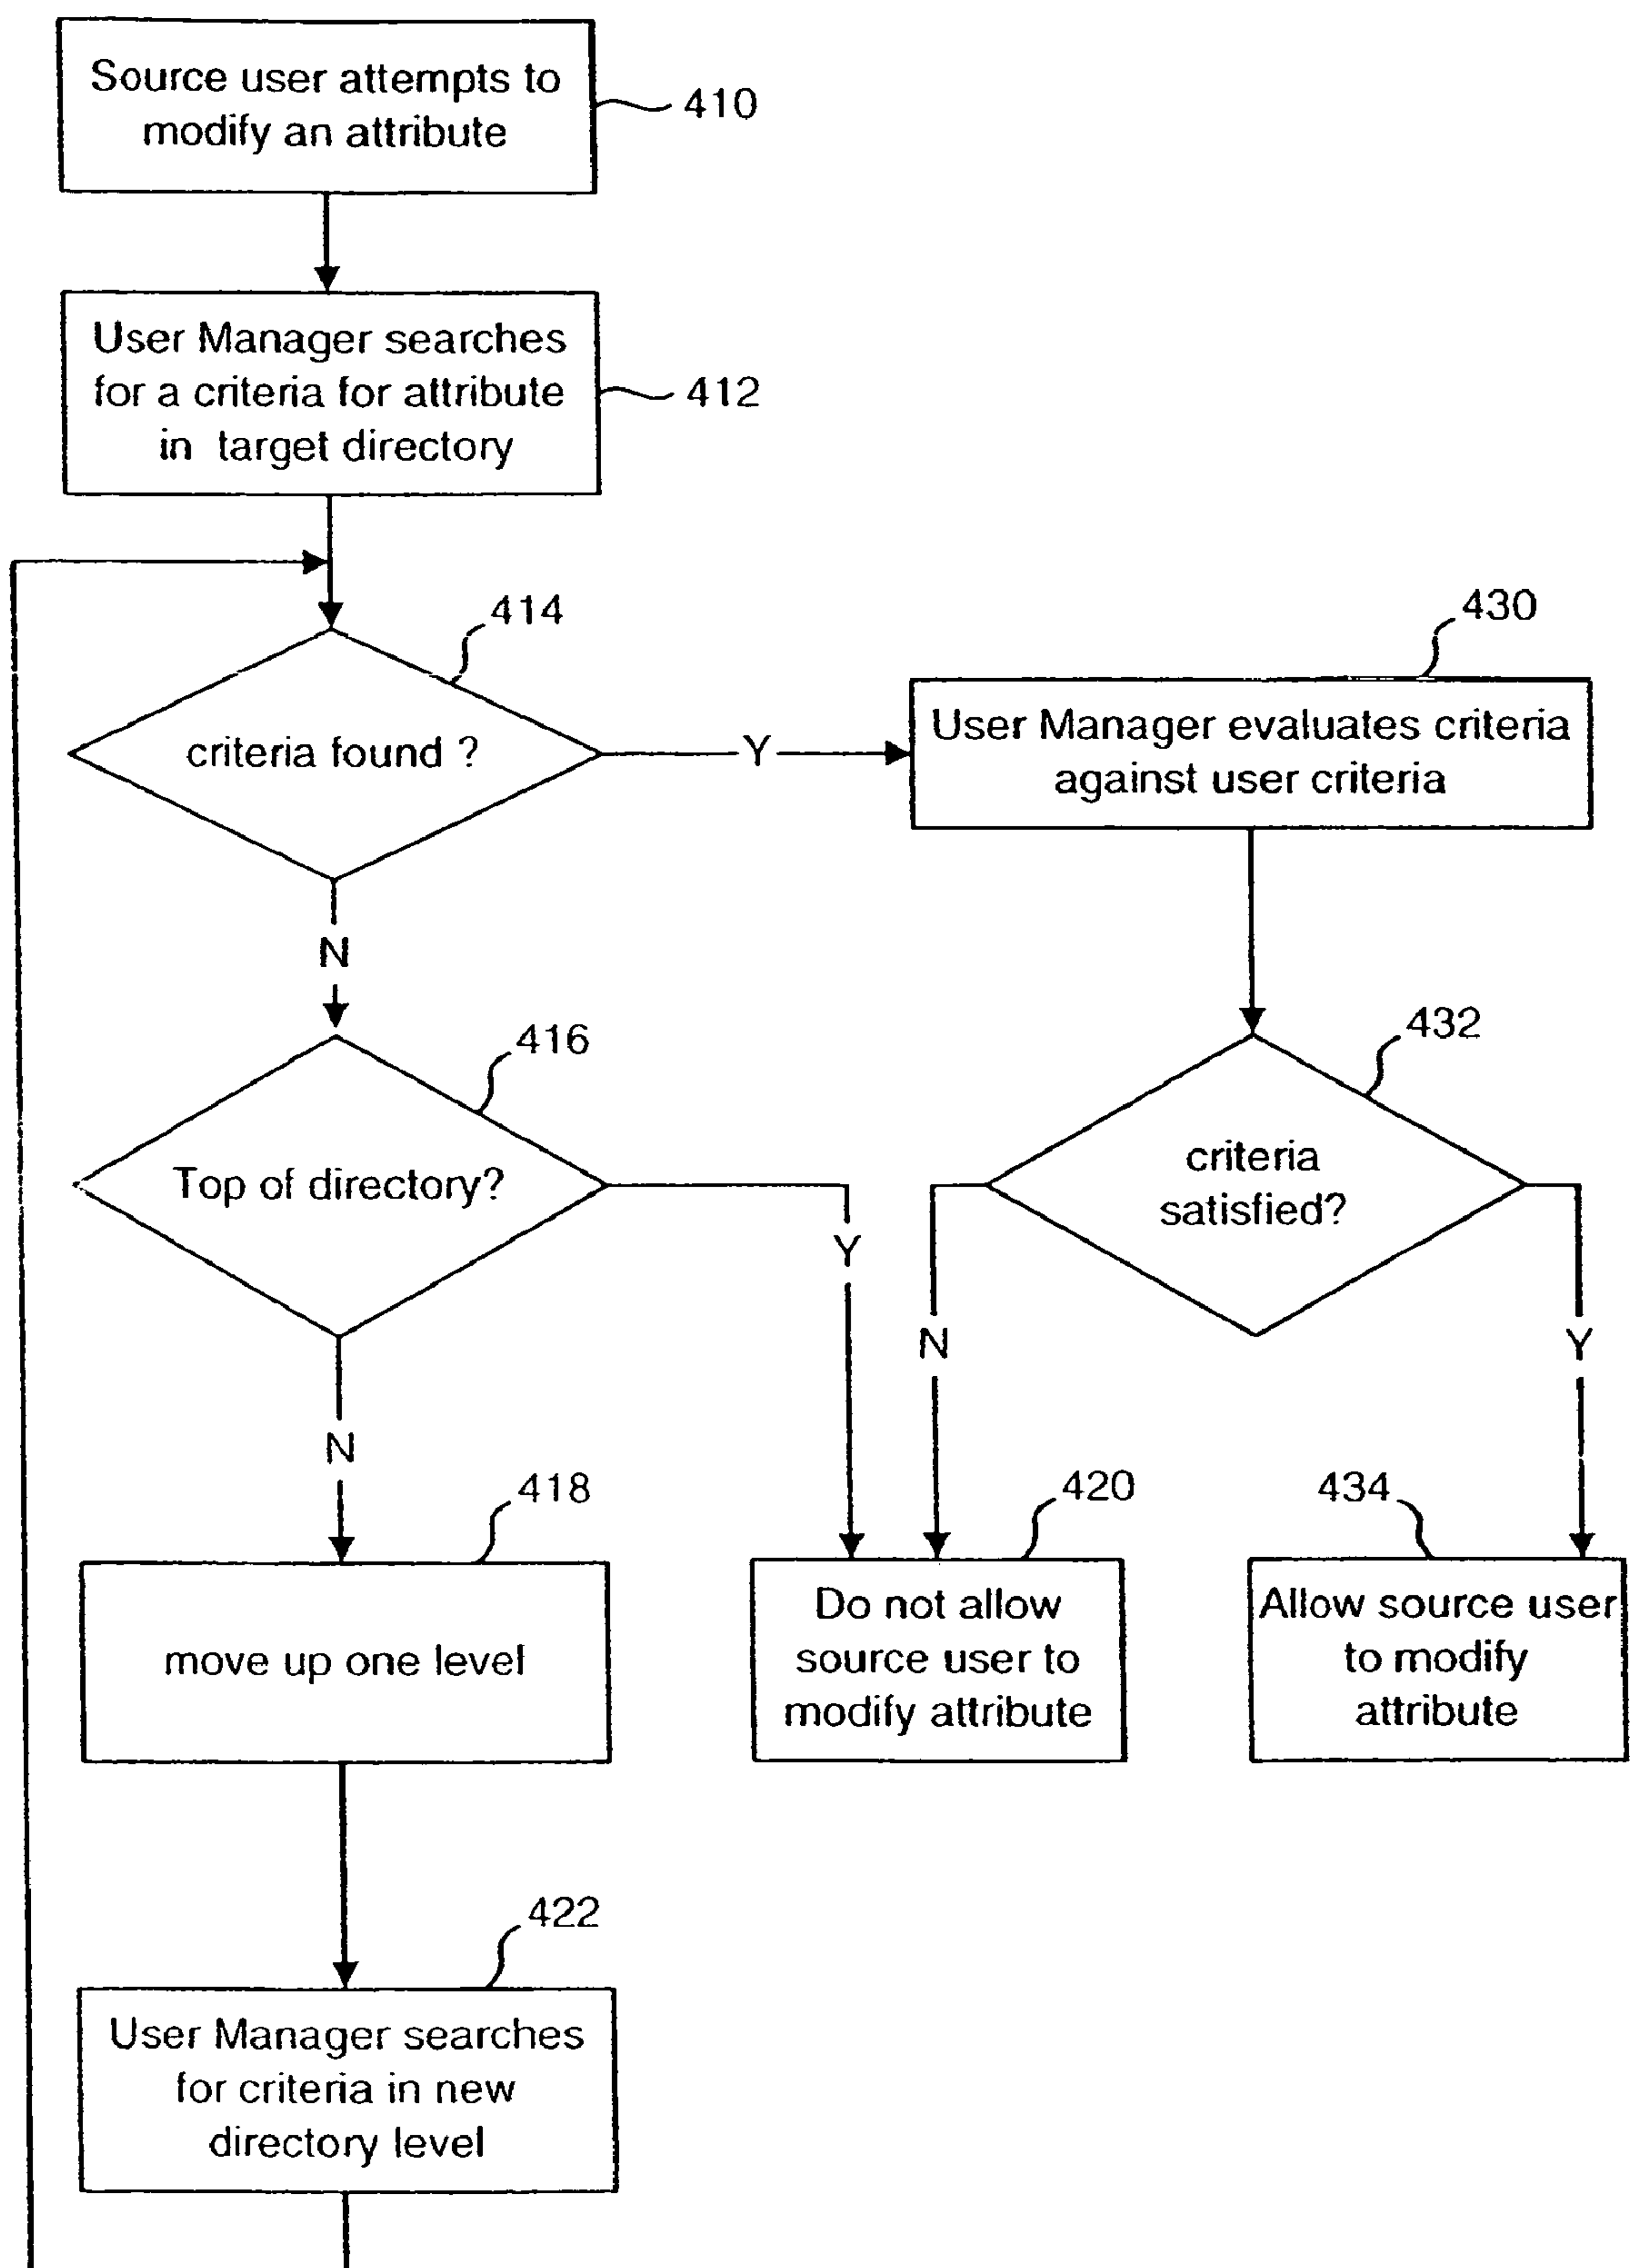 Source user attempts to
modify an attribute
410
User Manager searches
for a criteria for attribute
in target directory
412
414
criteria found ?
Y
430
User Manager evaluates criteria
against user criteria
N
416
Top of directory?
Y
432
criteria
satisfied?
N
Y
N
418
move up one level
420
Do not allow
source user to
modify attribute
434
Allow source user
to modify
attribute
422
User Manager searches
for criteria in new
directory level